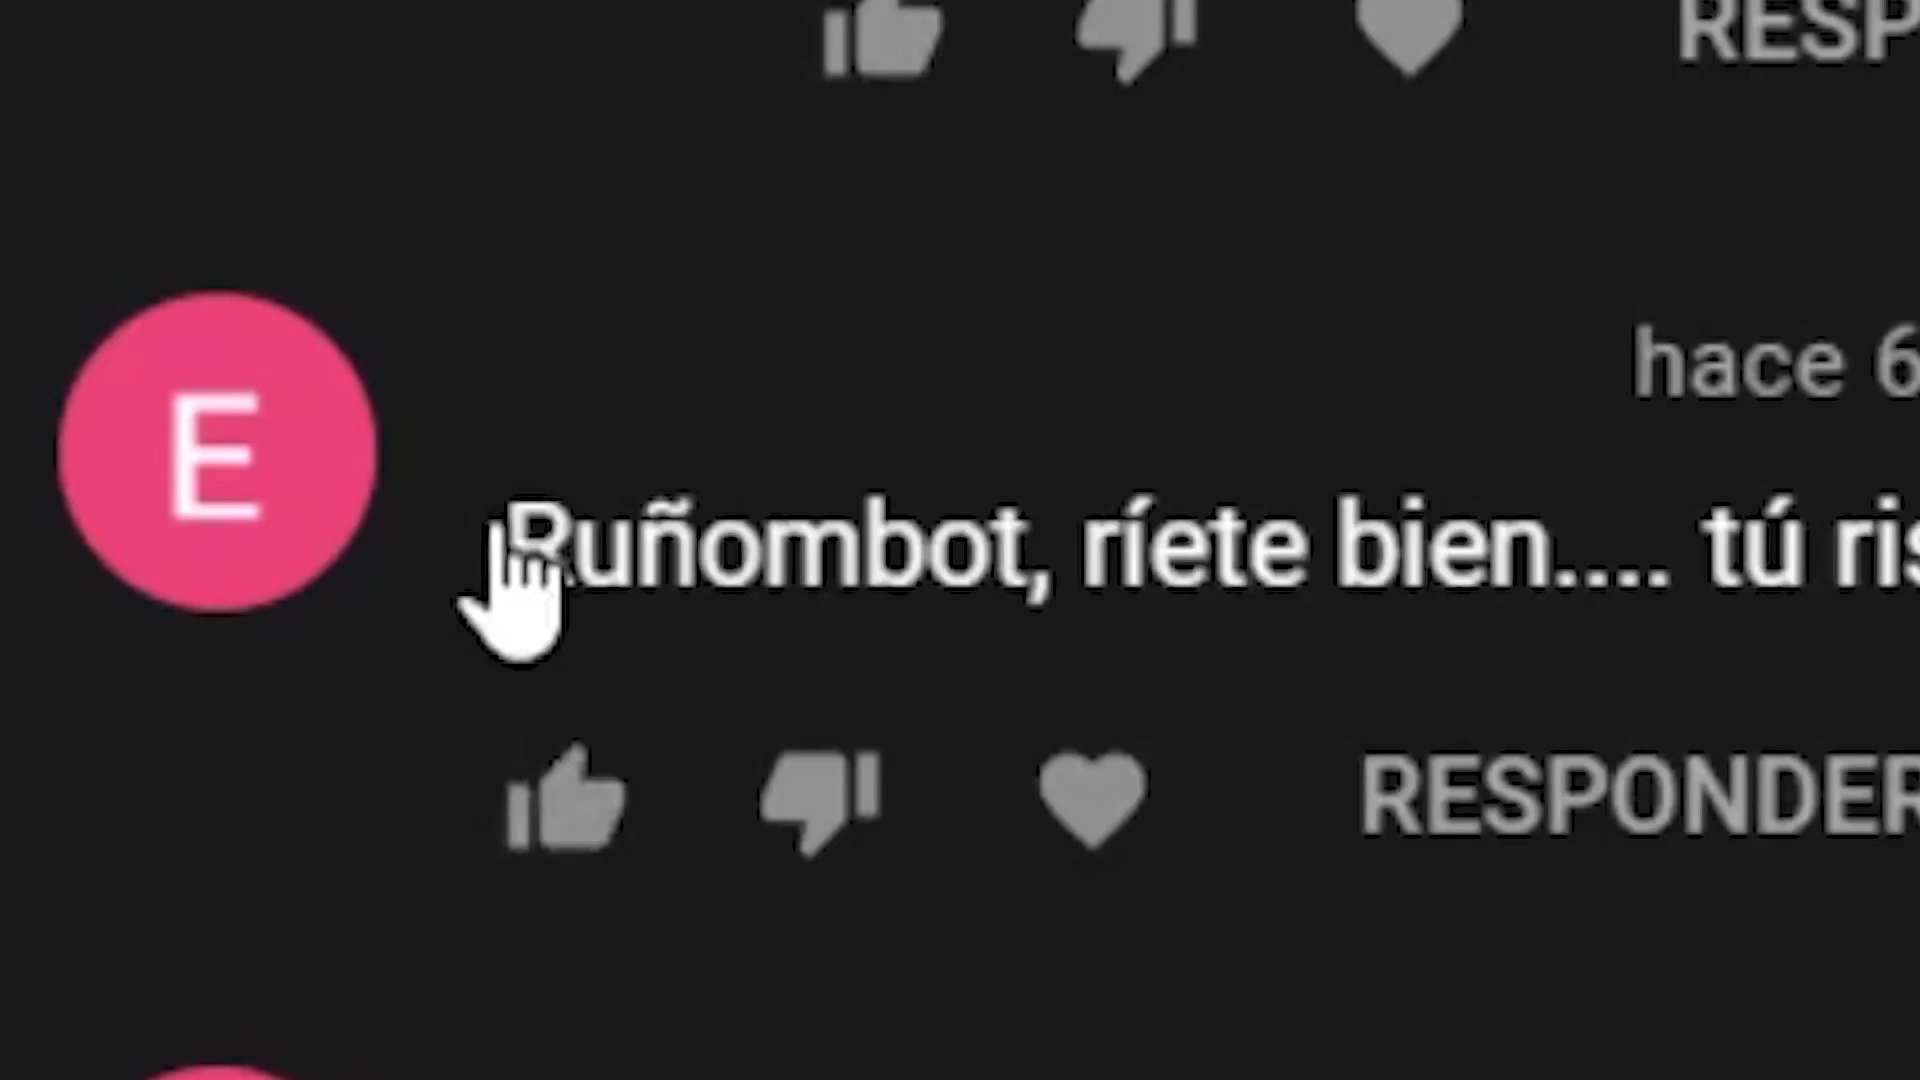 RESP
E
hace 6
Ruñombot, ríete bien.... tú ris
RESPONDER